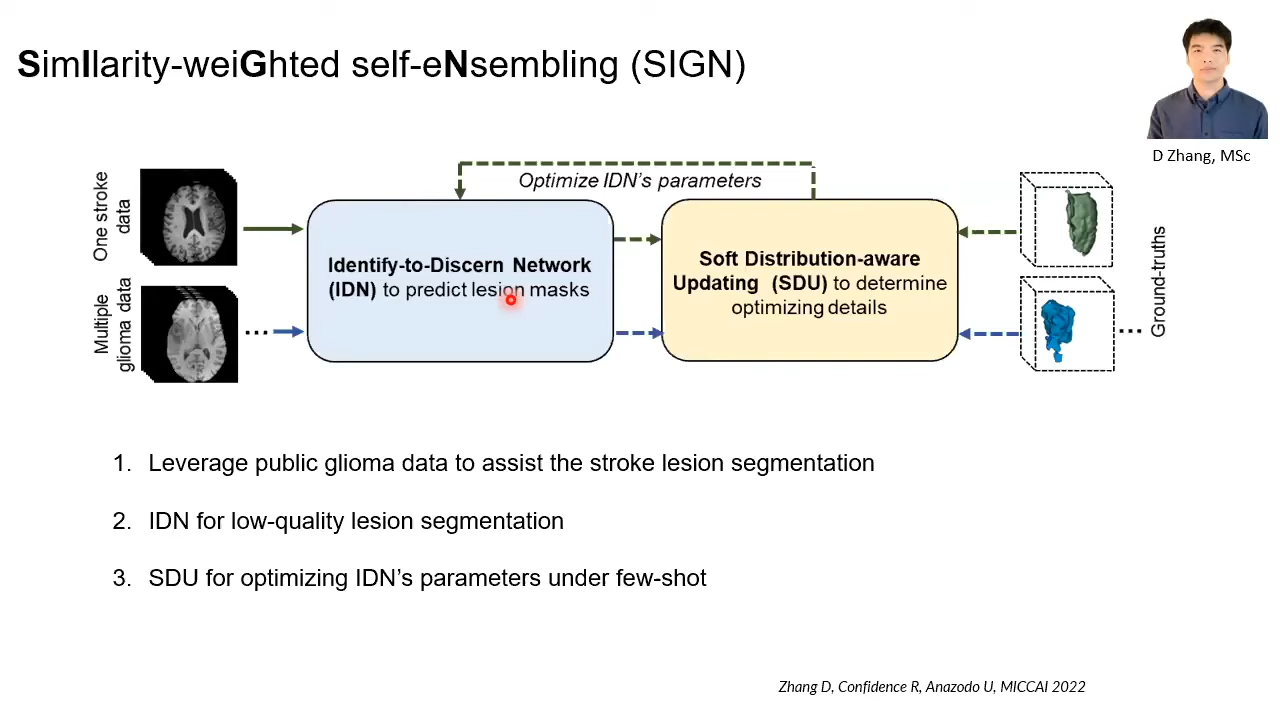 SimIlarity-weiGhted self-eNsembling (SIGN)
D Zhang, MSc
One stroke
data
Multiple
glioma data
...
Optimize IDN's parameters
Identify-to-Discern Network
(IDN) to predict lesion masks
Soft Distribution-aware
Updating (SDU) to determine
optimizing details
...
Ground-truths
1. Leverage public glioma data to assist the stroke lesion segmentation
2. IDN for low-quality lesion segmentation
3. SDU for optimizing IDN's parameters under few-shot
Zhang D, Confidence R, Anazodo U, MICCAI 2022